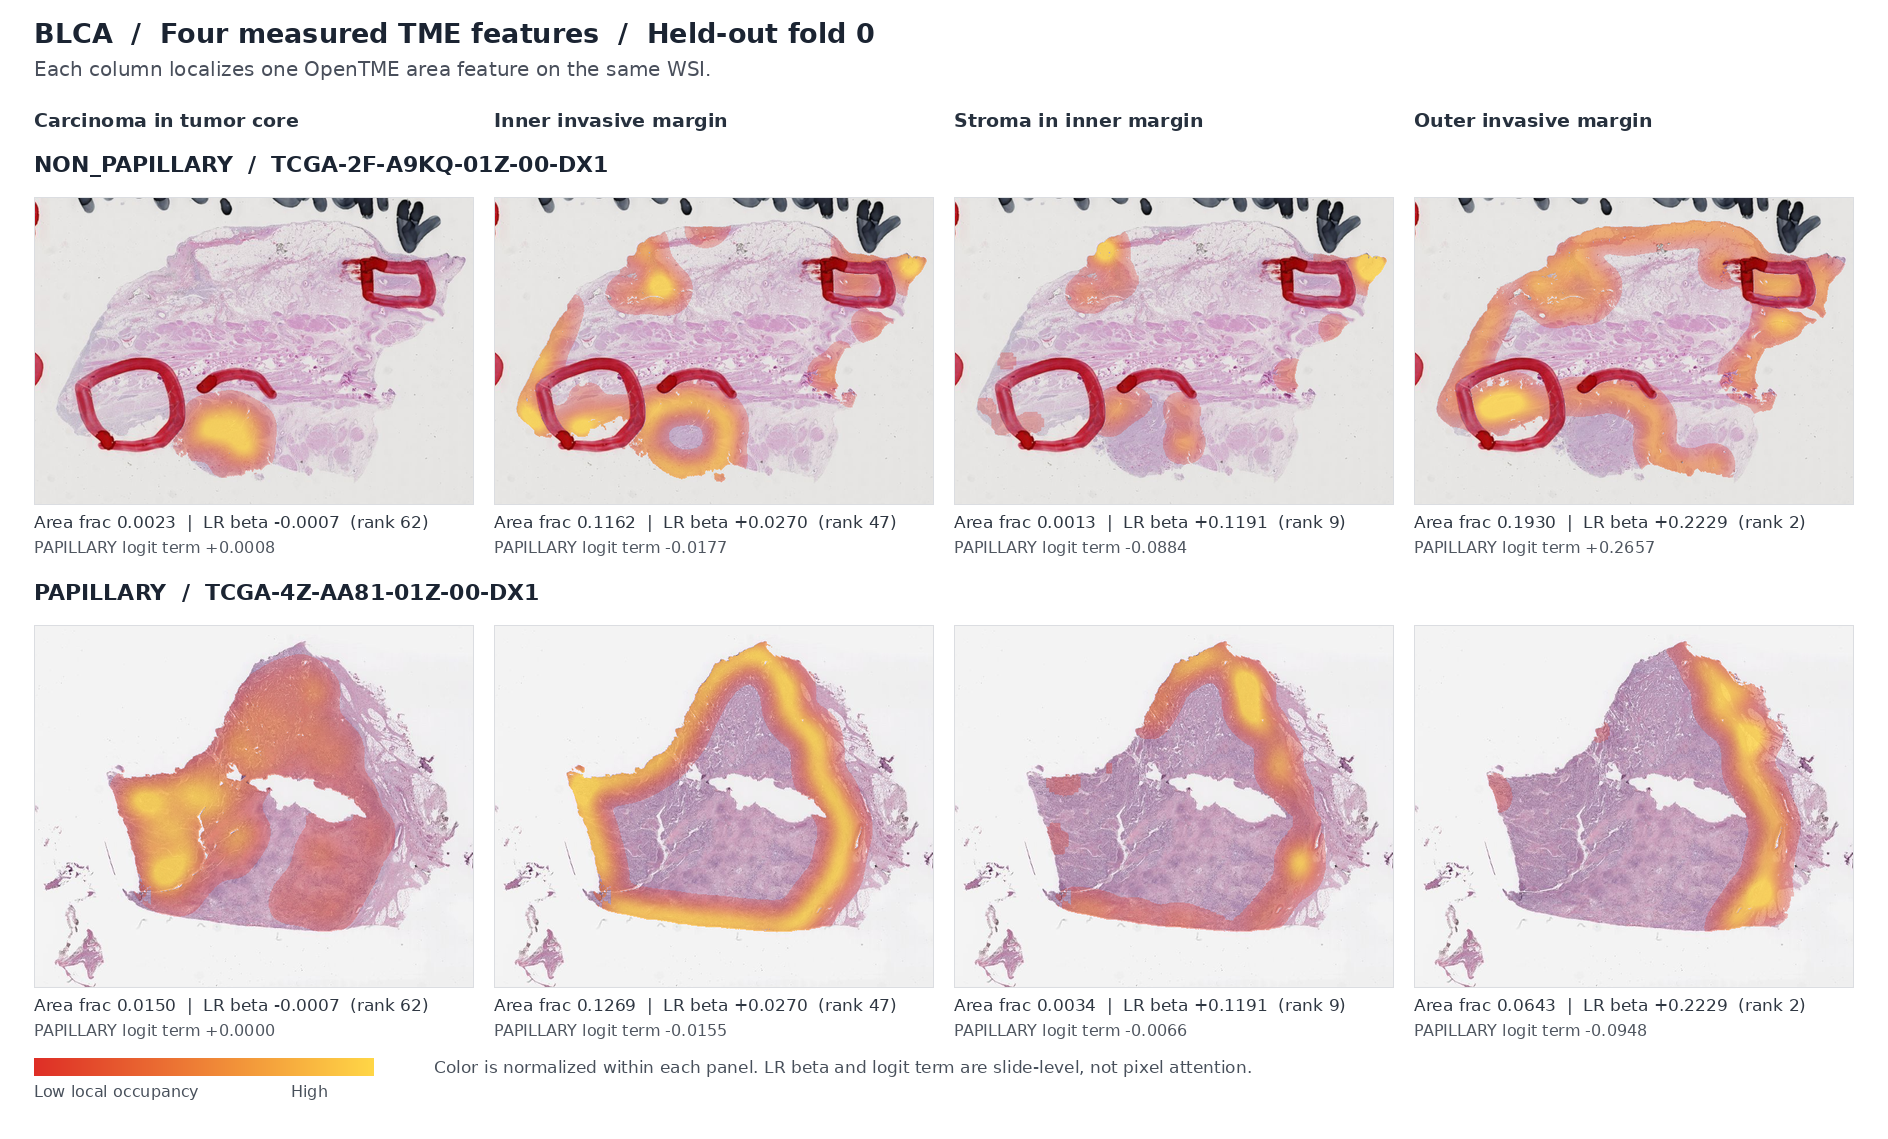 BLCA / Four measured TME features / Held-out fold 0
Each column localizes one OpenTME area feature on the same WSI.
Carcinoma in tumor core
Inner invasive margin
Stroma in inner margin
Outer invasive margin
NON_PAPILLARY / TCGA-2F-A9KQ-01Z-00-DX1
Area frac 0.0023 | LR beta -0.0007 (rank 62)
PAPILLARY logit term +0.0008
Area frac 0.1162 | LR beta +0.0270 (rank 47)
PAPILLARY logit term -0.0177
Area frac 0.0013 | LR beta +0.1191 (rank 9)
PAPILLARY logit term -0.0884
Area frac 0.1930 | LR beta +0.2229 (rank 2)
PAPILLARY logit term +0.2657
PAPILLARY / TCGA-4Z-AA81-01Z-00-DX1
Area frac 0.0150 | LR beta -0.0007 (rank 62)
PAPILLARY logit term +0.0000
Area frac 0.1269 | LR beta +0.0270 (rank 47)
PAPILLARY logit term -0.0155
Area frac 0.0034 | LR beta +0.1191 (rank 9)
PAPILLARY logit term -0.0066
Area frac 0.0643 | LR beta +0.2229 (rank 2)
PAPILLARY logit term -0.0948
Color is normalized within each panel. LR beta and logit term are slide-level, not pixel attention.
Low local occupancy
High